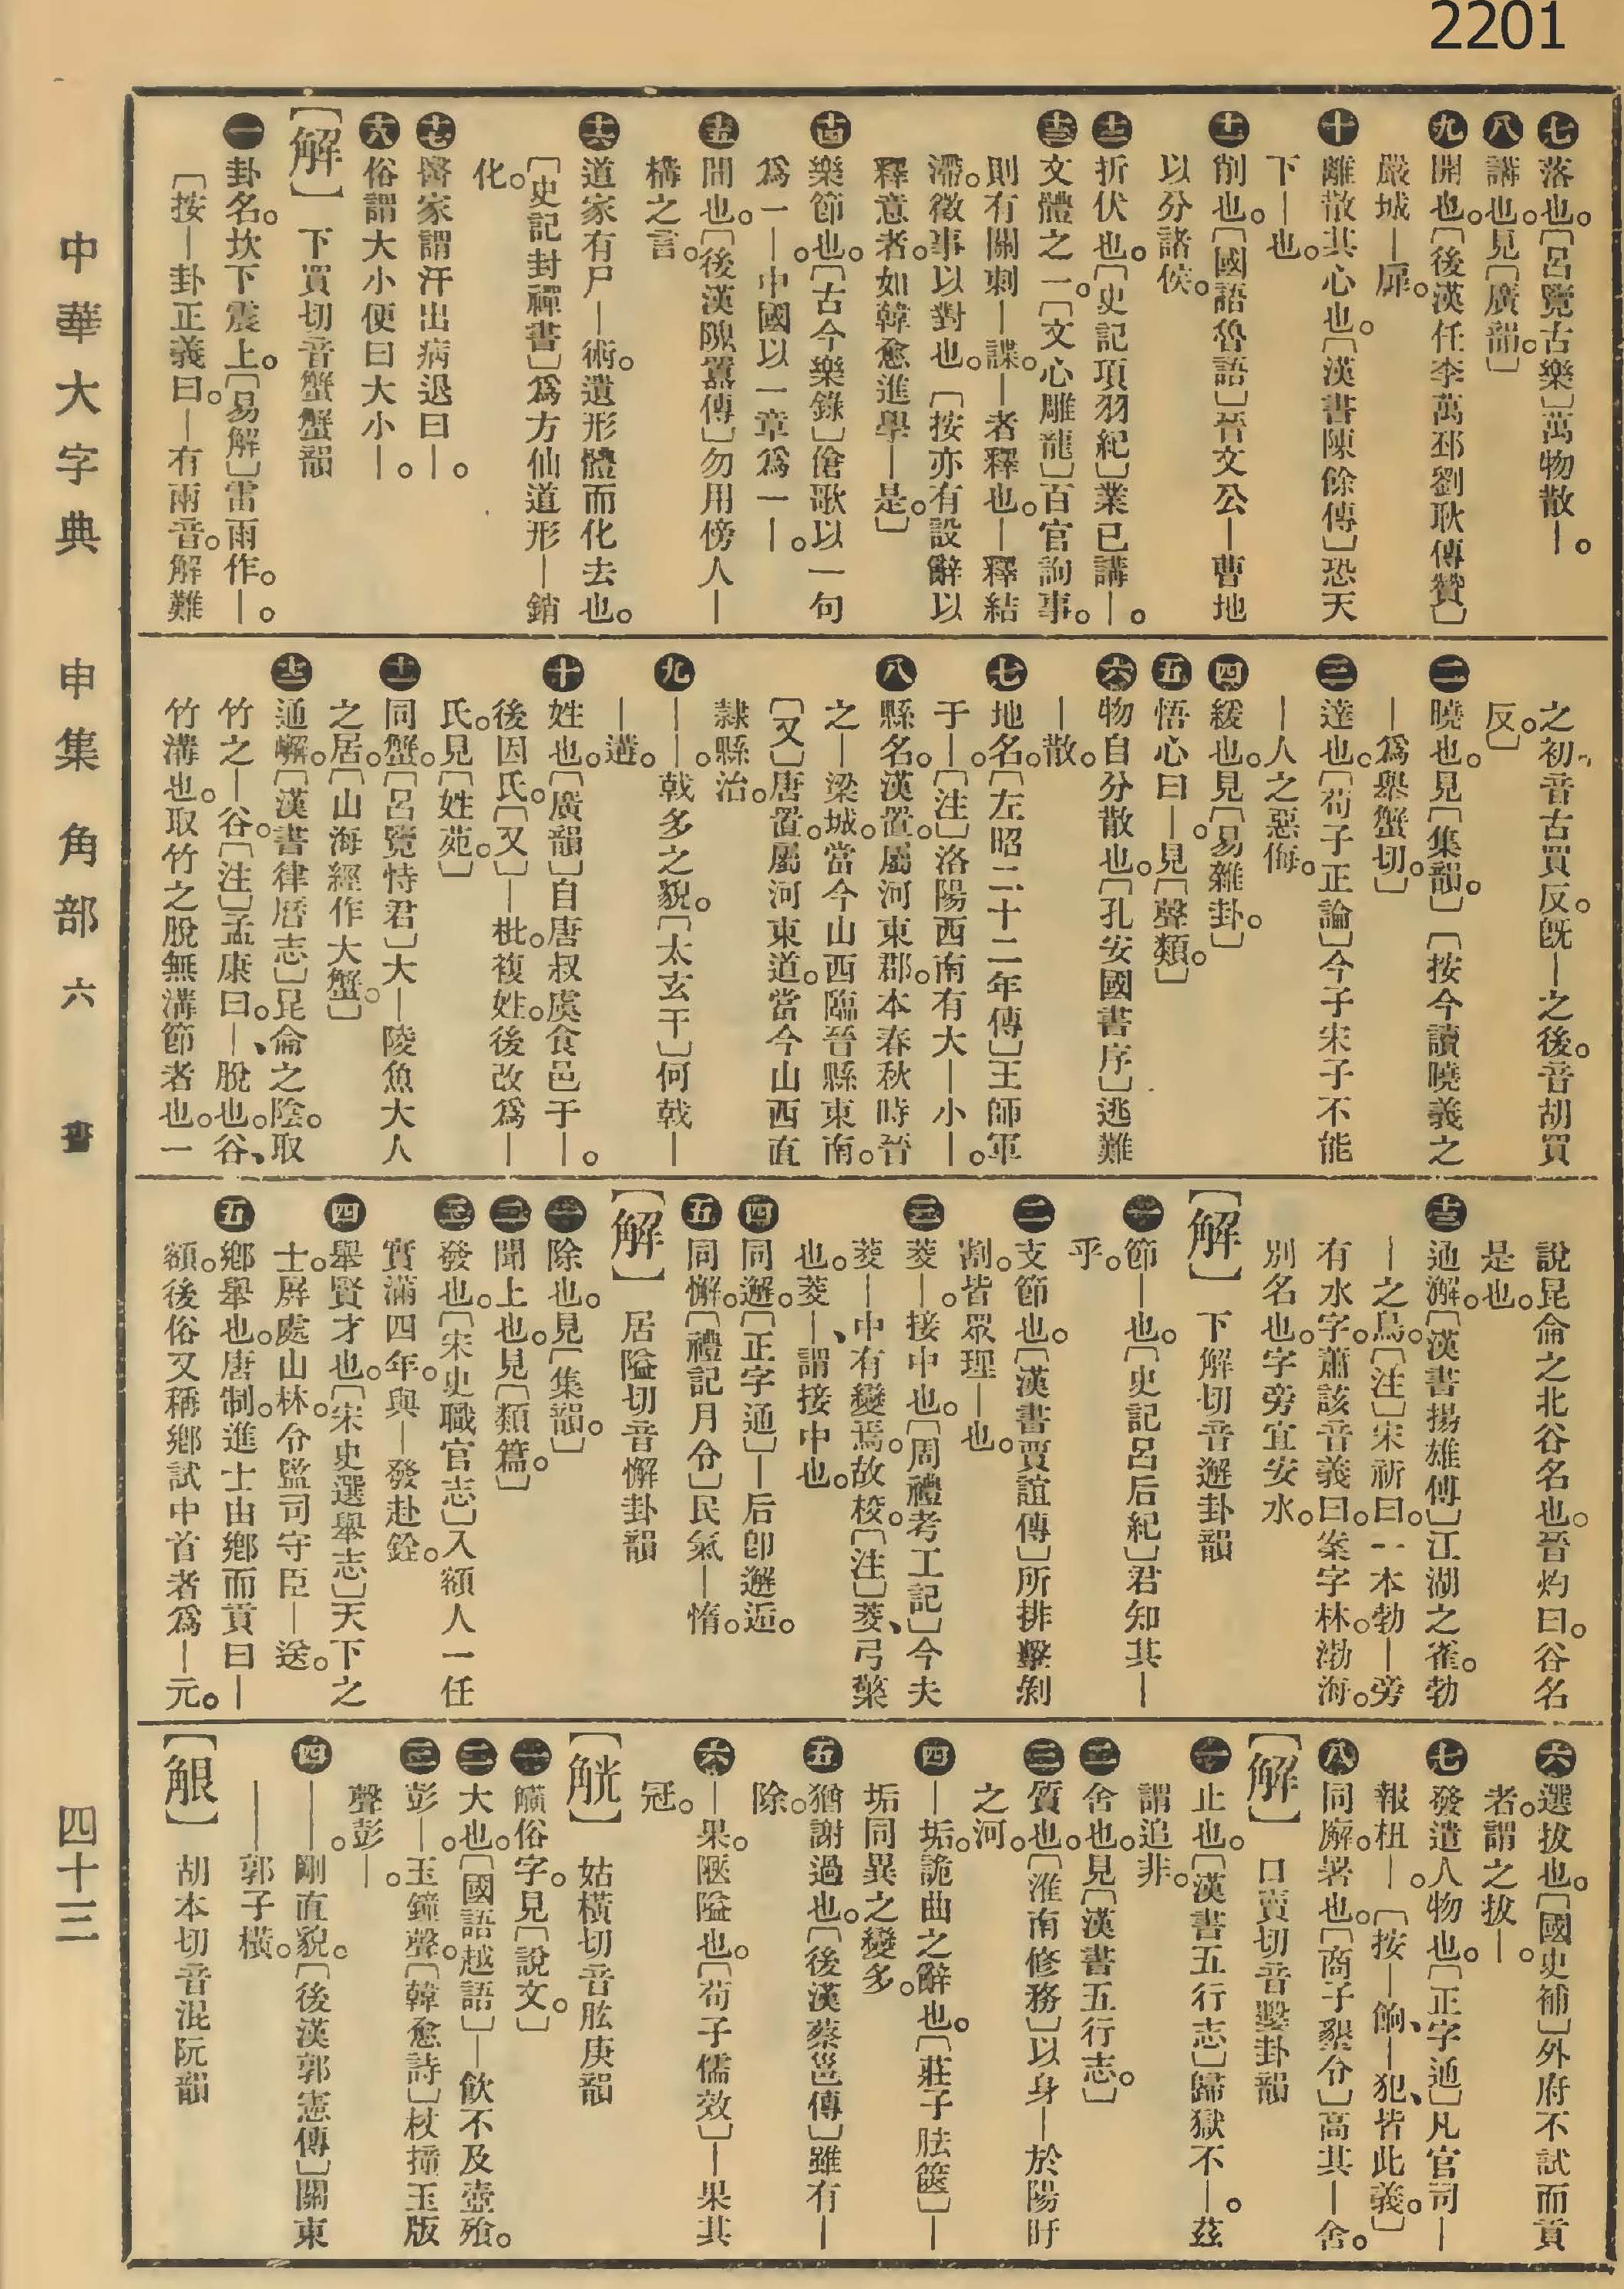 2201
㊆落也。〔呂覽古樂〕萬物散｜。
㊇講也。見〔廣韻。〕
㊈開也。〔後漢任李萬邳劉耿傳贊〕
嚴城｜扉。
㊉離散其心也。〔漢書陳餘傳〕恐天
下｜也。
十一削也。〔國語魯語〕晉文公｜曹地
以分諸侯。
十二折伏也。〔史記項羽紀〕業已講｜。
十三文體之一。〔文心雕龍〕百官詢事。
則有關刺｜諜。｜者釋也。｜釋結
滯。徵事以對也。〔按亦有設辭以
釋意者。如韓愈進學｜是。〕
十四樂節也。〔古今樂錄〕傖歌以一句
爲一｜。中國以一章爲一｜。
十五間也。〔後漢隗囂傳〕勿用傍人｜
構之言。
十六道家有尸｜術。遺形體而化去也。
〔史記封禪書〕爲方仙道形｜銷
化。
十七醫家謂汗出病退曰｜。
十八俗謂大小便曰大小｜。
【解】下買切音蟹蟹韻
㊀卦名。坎下震上。〔易解〕雷雨作。｜。
〔按｜卦正義曰。｜有兩音。解難
之初音古買反。旣｜之後。音胡買
反。〕
㊁曉也。見〔集韻。〕〔按今讀曉義之
｜爲舉蟹切。〕
㊂達也。〔荀子正論〕今子宋子不能
｜人之惡侮。
㊃緩也。見〔易雜卦。〕
㊄悟心曰｜。見〔聲類。〕
㊅物自分散也。〔孔安國書序〕逃難
｜散。
㊆地名。〔左昭二十二年傳〕王師軍
于｜。〔注〕洛陽西南有大｜小｜。
㊇縣名。漢置。屬河東郡。本春秋時晉
之｜梁城。當今山西臨晉縣東南。
〔又〕唐置。屬河東道。當今山西直
隸縣治。
㊈｜｜。戟多之貌。〔太玄干〕何戟｜
｜遘。
㊉姓也。〔廣韻〕自唐叔虞食邑于｜。
後因氏。〔又〕｜枇。複姓。後改爲｜
氏。見〔姓苑。〕
十一同蟹。〔呂覽恃君〕大｜陵魚大人
之居。〔山海經作大蟹。〕
十二通嶰。〔漢書律曆志〕昆侖之陰。取
竹之｜谷。〔注〕孟康曰。｜、脫也。谷、
竹溝也。取竹之脫無溝節者也。一
說昆侖之北谷名也。晉灼曰。谷名
是也。
十三通澥。〔漢書揚雄傳〕江湖之雀。勃
｜之鳥。〔注〕宋祈曰。一本勃｜旁
有水字。蕭該音義曰。案字林。渤海。
別名也。字旁宜安水。
【解】下解切音邂卦韻
㊀節｜也。〔史記呂后紀〕君知其｜
乎。
㊁支節也。〔漢書賈誼傳〕所排擊剝
割。皆眾理｜也。
㊂茭｜。接中也。〔周禮考工記〕今夫
茭｜中有變焉。故挍。〔注〕茭、弓檠
也。茭｜、謂接中也。
㊃同邂。〔正字通〕｜后卽邂逅。
㊄同懈。〔禮記月令〕民氣｜惰。
【解】居隘切音懈卦韻
㊀除也。見〔集韻。〕
㊁聞上也。見〔類篇。〕
㊂發也。〔宋史職官志〕入額人一任
實滿四年。與｜發赴銓。
㊃舉賢才也。〔宋史選舉志〕天下之
士。屛處山林。令監司守臣｜送。
㊄鄉舉也。唐制。進士由鄉而貢曰｜
額。後俗又稱鄉試中首者爲｜元。
㊅選拔也。〔國史補〕外府不試而貢
者。謂之拔｜。
㊆發遣人物也。〔正字通〕凡官司｜
報杻｜。〔按｜餉、｜犯、皆此義。〕
㊇同廨。署也。〔商子墾令〕高其｜舍。
【解】口賣切音鑿卦韻
㊀止也。〔漢書五行志〕歸獄不｜。茲
謂追非。
㊁舍也。見〔漢書五行志。〕
㊂質也。〔淮南修務〕以身｜於陽盱
之河。
㊃｜垢。詭曲之辭也。〔莊子胠篋〕｜
垢同異之變多。
㊄猶謝過也。〔後漢蔡邕傳〕雖有｜
除。
㊅｜果。陿隘也。〔荀子儒效〕｜果其
冠。
【觥】姑橫切音肱庚韻
㊀觵俗字。見〔說文。〕
㊁大也。〔國語越語〕｜飲不及壺飧。
㊂彭｜。玉鐘聲。〔韓愈詩〕杖撞玉版
聲彭｜。
㊃｜｜。剛直貌。〔後漢郭憲傳〕關東
｜｜郭子橫。
【䚠】胡本切音混阮韻
中華大字典　申集　角部　六畫　四十三